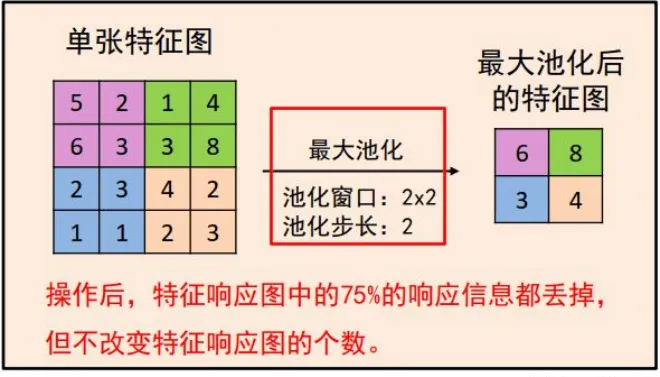 单张特征图
5 2 1 4
6 3 3 8
2 3 4 2
1 1 2 3
最大池化
池化窗口：2x2
池化步长：2
最大池化后
的特征图
6 8
3 4
操作后，特征响应图中的75%的响应信息都丢掉，
但不改变特征响应图的个数。